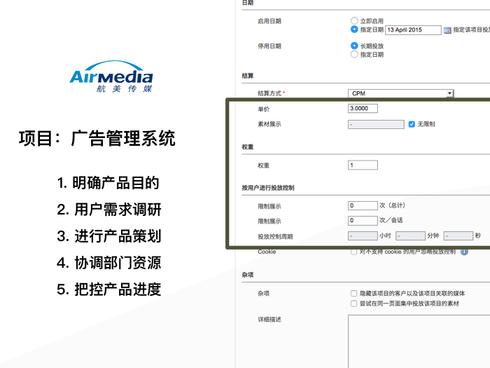 AirMedia
航美传媒
项目：广告管理系统
1. 明确产品目的
2. 用户需求调研
3. 进行产品策划
4. 协调部门资源
5. 把控产品进度
日期
启用日期
立即启用
指定日期 13 April 2015 指定该项目投
停用日期
长期投放
指定日期
结算
结算方式* CPM
单价 3.0000
素材展示 - 无限制
权重
权重 1
按用户进行投放控制
限制展示 0 次（总计）
限制展示 0 次／会话
投放控制周期 - 小时 - 分钟 - 秒
Cookie 对不支持 cookie 的用户忽略投放控制
杂项
杂项 隐藏该项目的客户以及该项目关联的媒体
尝试在同一页面集中投放该项目的素材
详细描述